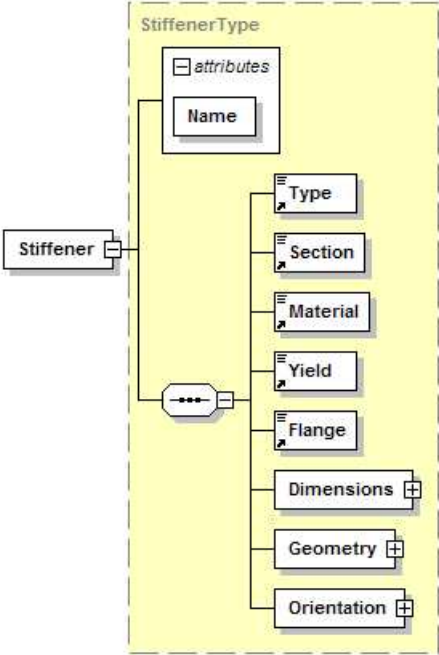 StiffenerType
attributes
Name
Stiffener
Type
Section
Material
Yield
Flange
Dimensions
Geometry
Orientation